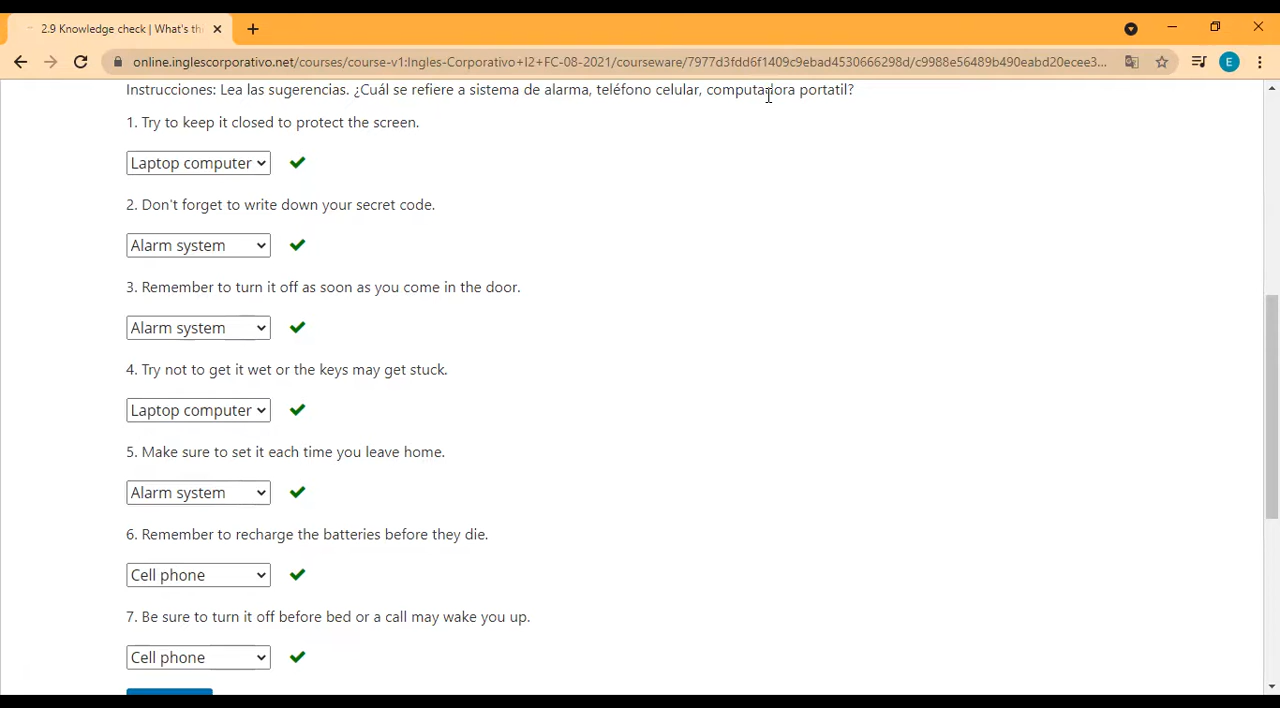 2.9 Knowledge check | What's th
online.inglescorporativo.net/courses/course-v1:Ingles-Corporativo+I2+FC-08-2021/courseware/7977d3fdd6f1409c9ebad4530666298d/c9988e56489b490eabd20ecee3...
E
Instrucciones: Lea las sugerencias. ¿Cuál se refiere a sistema de alarma, teléfono celular, computadora portatil?
1. Try to keep it closed to protect the screen.
Laptop computer
2. Don't forget to write down your secret code.
Alarm system
3. Remember to turn it off as soon as you come in the door.
Alarm system
4. Try not to get it wet or the keys may get stuck.
Laptop computer
5. Make sure to set it each time you leave home.
Alarm system
6. Remember to recharge the batteries before they die.
Cell phone
7. Be sure to turn it off before bed or a call may wake you up.
Cell phone